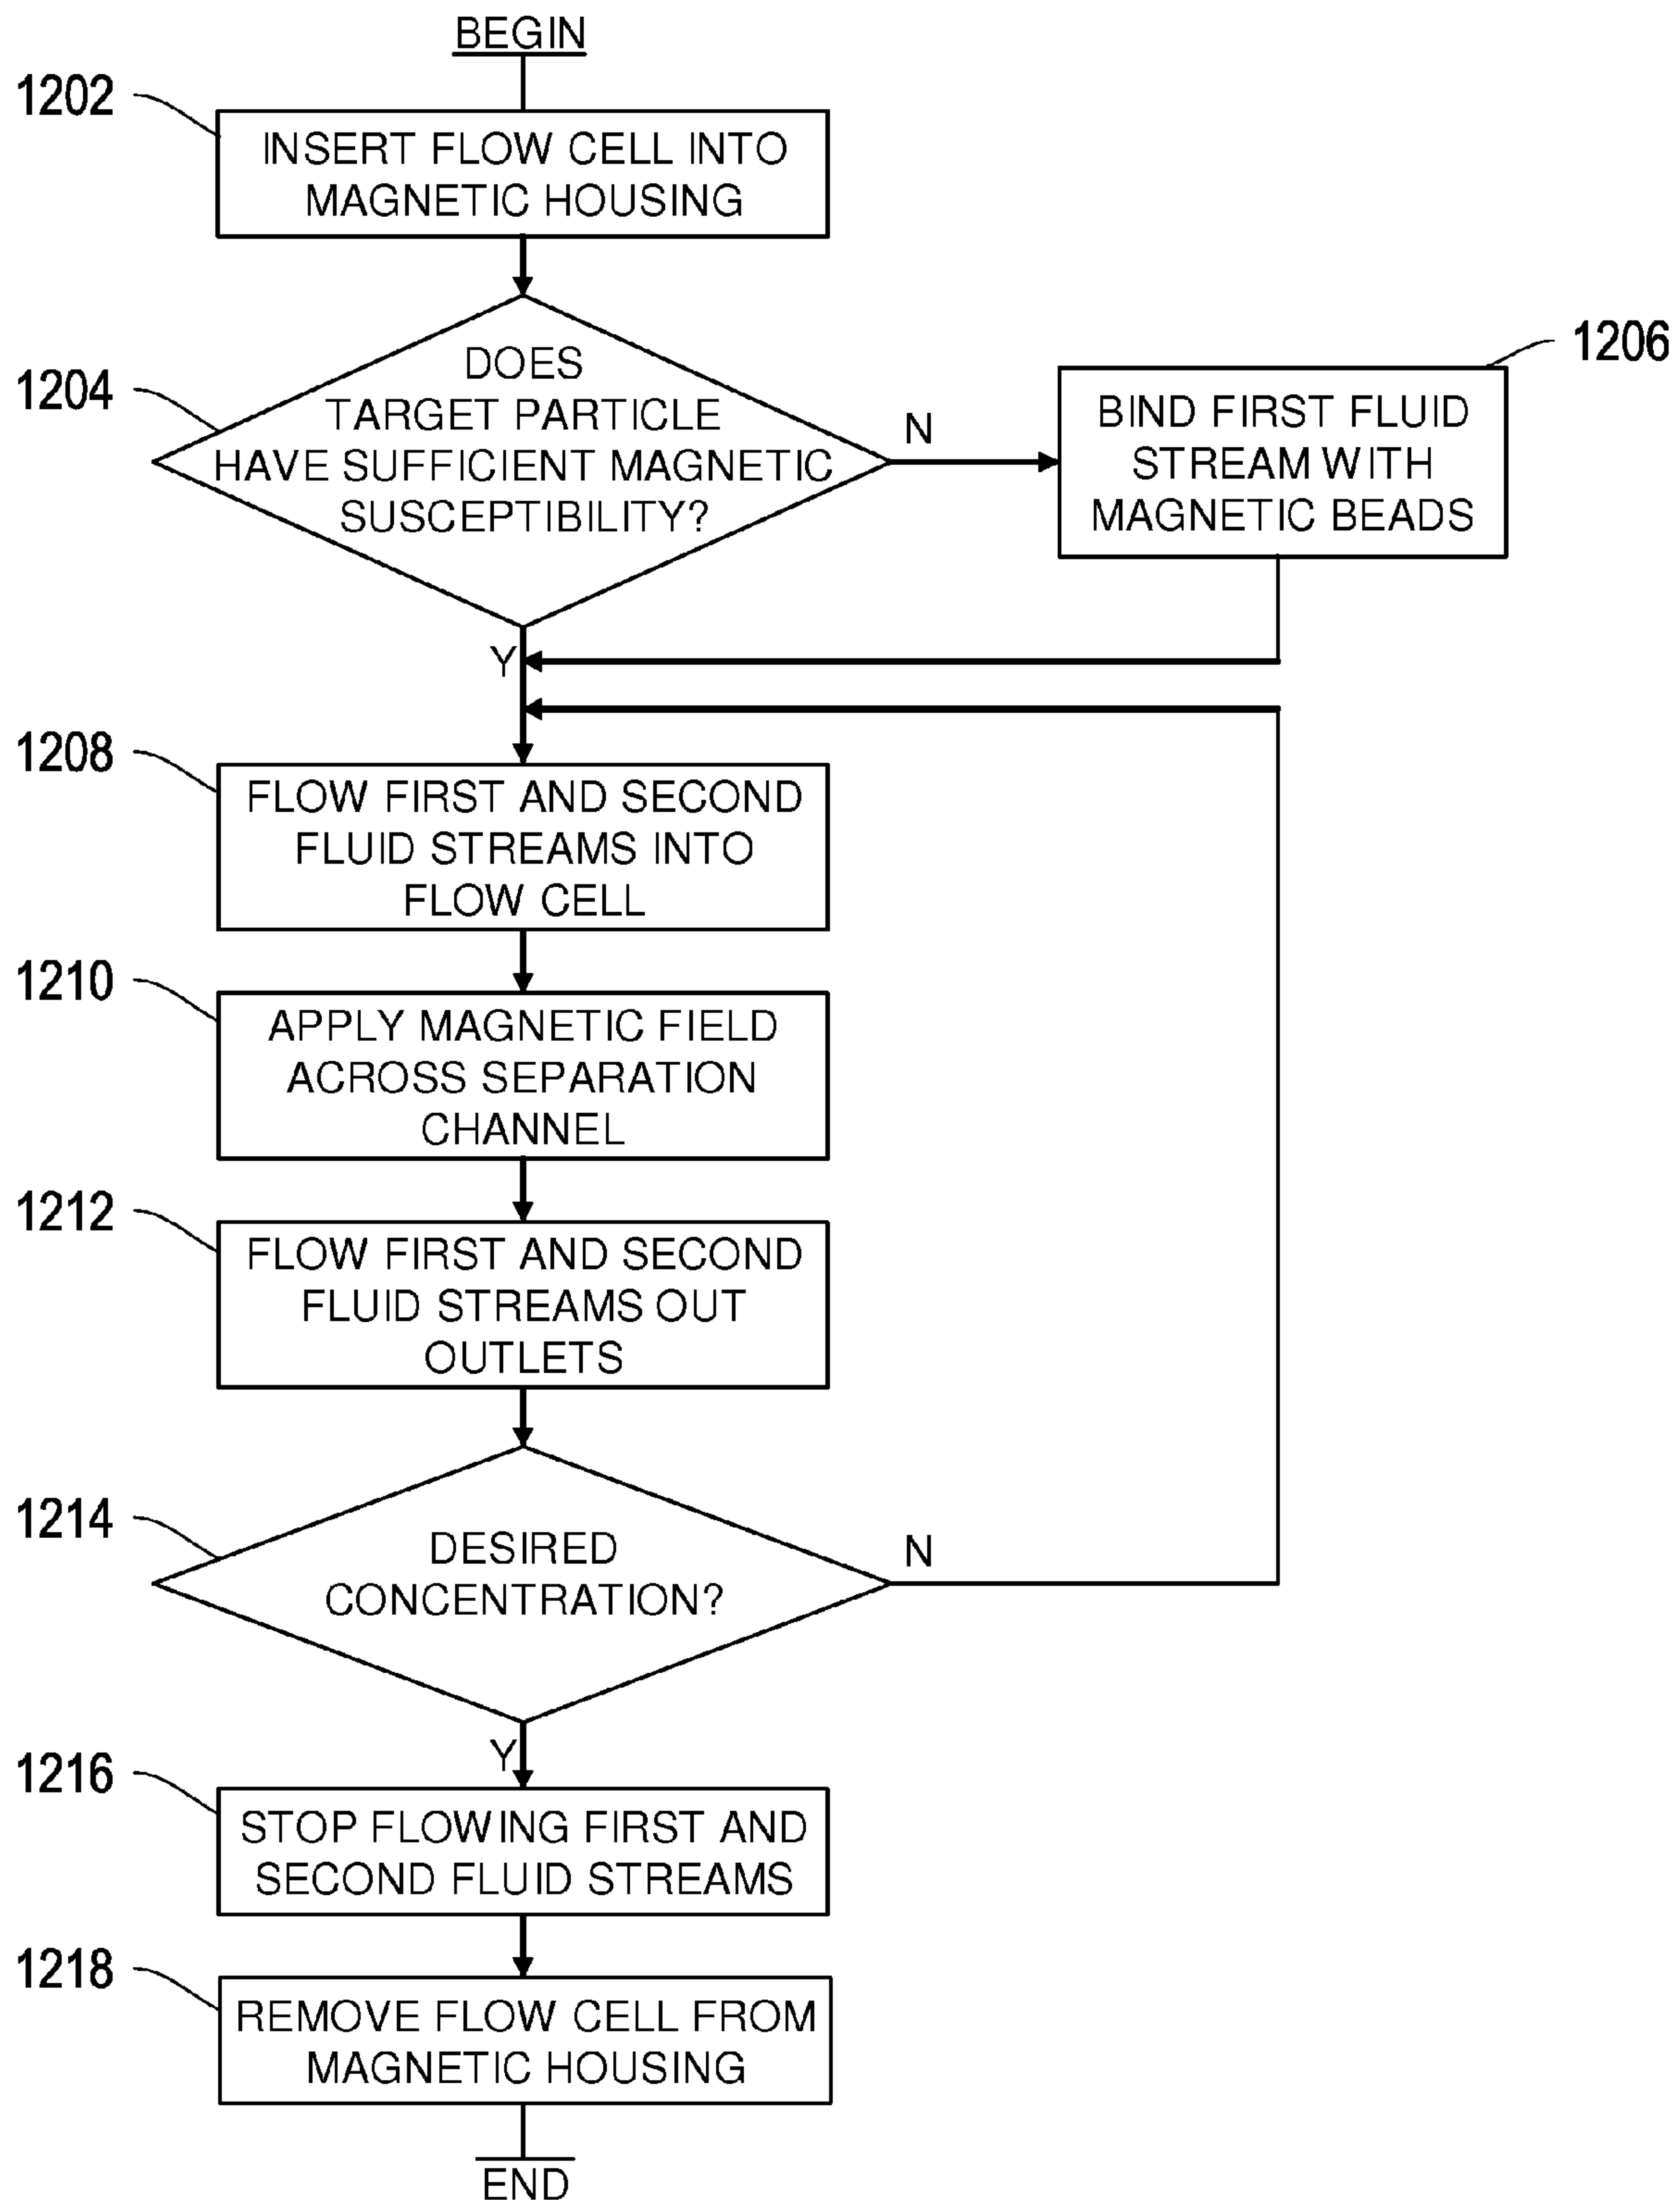 BEGIN
1202
INSERT FLOW CELL INTO
MAGNETIC HOUSING
1204
DOES
TARGET PARTICLE
HAVE SUFFICIENT MAGNETIC
SUSCEPTIBILITY?
N
1206
BIND FIRST FLUID
STREAM WITH
MAGNETIC BEADS
Y
1208
FLOW FIRST AND SECOND
FLUID STREAMS INTO
FLOW CELL
1210
APPLY MAGNETIC FIELD
ACROSS SEPARATION
CHANNEL
1212
FLOW FIRST AND SECOND
FLUID STREAMS OUT
OUTLETS
1214
DESIRED
CONCENTRATION?
N
Y
1216
STOP FLOWING FIRST AND
SECOND FLUID STREAMS
1218
REMOVE FLOW CELL FROM
MAGNETIC HOUSING
END